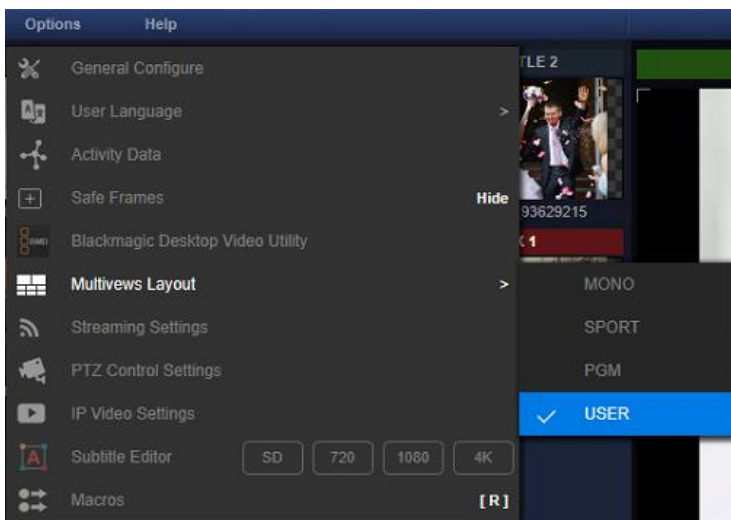 Options Help
TLE 2
General Configure
User Language >
Activity Data
Safe Frames Hide
93629215
Blackmagic Desktop Video Utility
1
Multivews Layout >
MONO
Streaming Settings
SPORT
PTZ Control Settings
PGM
IP Video Settings
USER
Subtitle Editor SD 720 1080 4K
Macros [ R ]